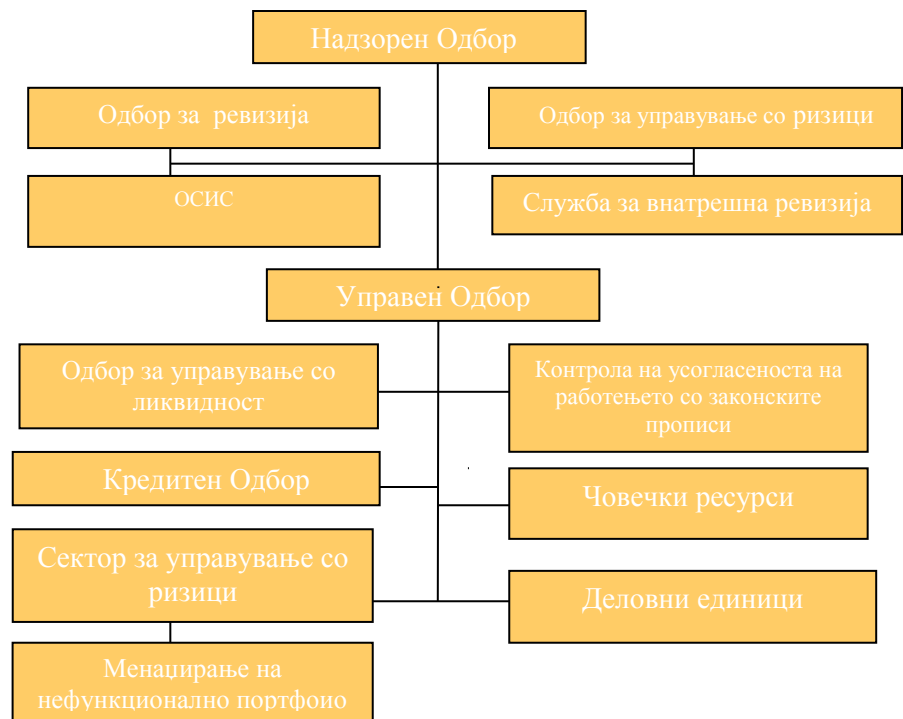 Надзорен Одбор
Одбор за ревизија
Одбор за управување со ризици
ОСИС
Служба за внатрешна ревизија
Управен Одбор
Одбор за управување со
ликвидност
Контрола на усогласеноста на
работењето со законските
прописи
Кредитен Одбор
Човечки ресурси
Сектор за управување со
ризици
Деловни единици
Менаџирање на
нефункционално портфоио